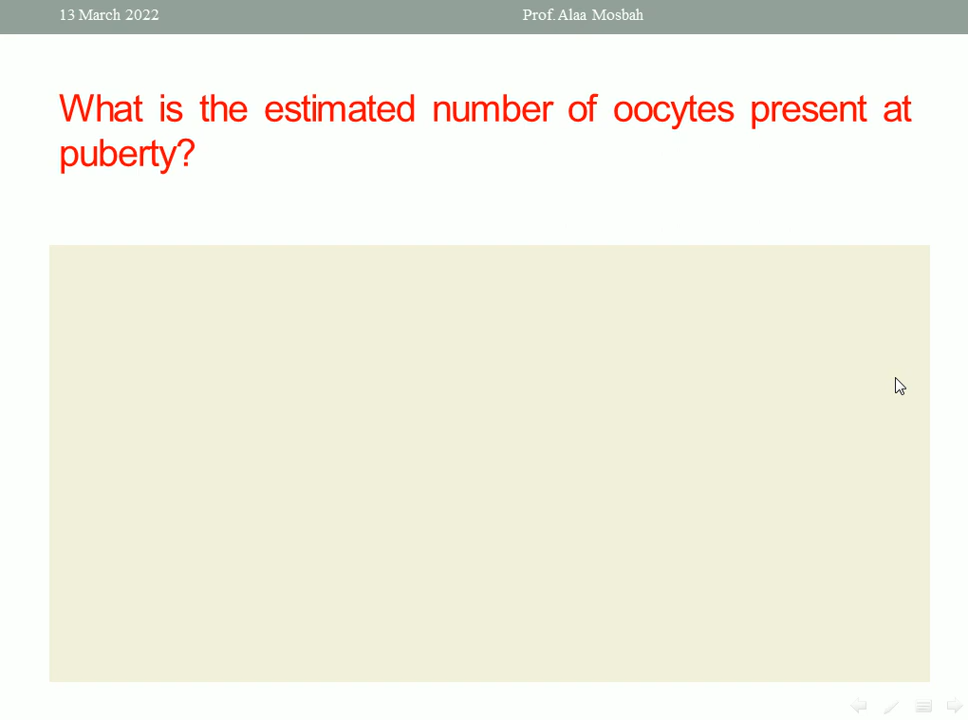 13 March 2022 Prof. Alaa Mosbah
What is the estimated number of oocytes present at
puberty?